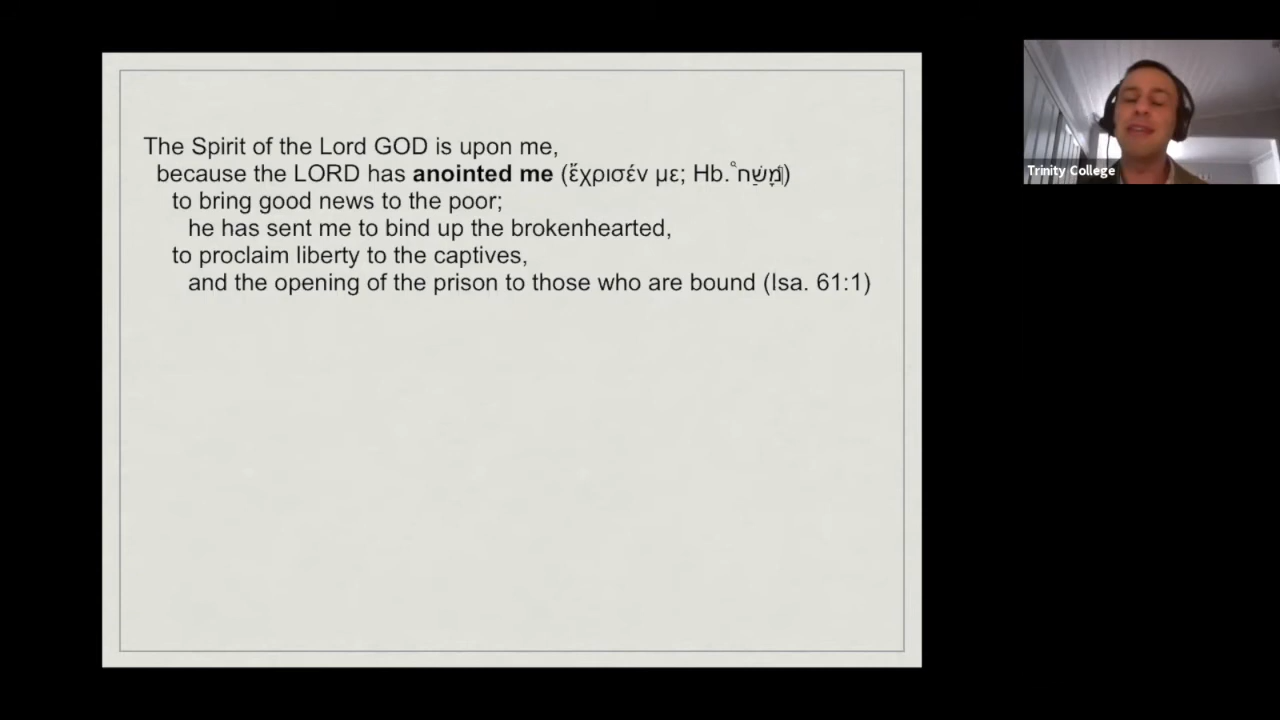 The Spirit of the Lord GOD is upon me,
because the LORD has anointed me (ἔχρισέν με; Hb. מָשַׁ֨ח)
to bring good news to the poor;
he has sent me to bind up the brokenhearted,
to proclaim liberty to the captives,
and the opening of the prison to those who are bound (Isa. 61:1)
Trinity College